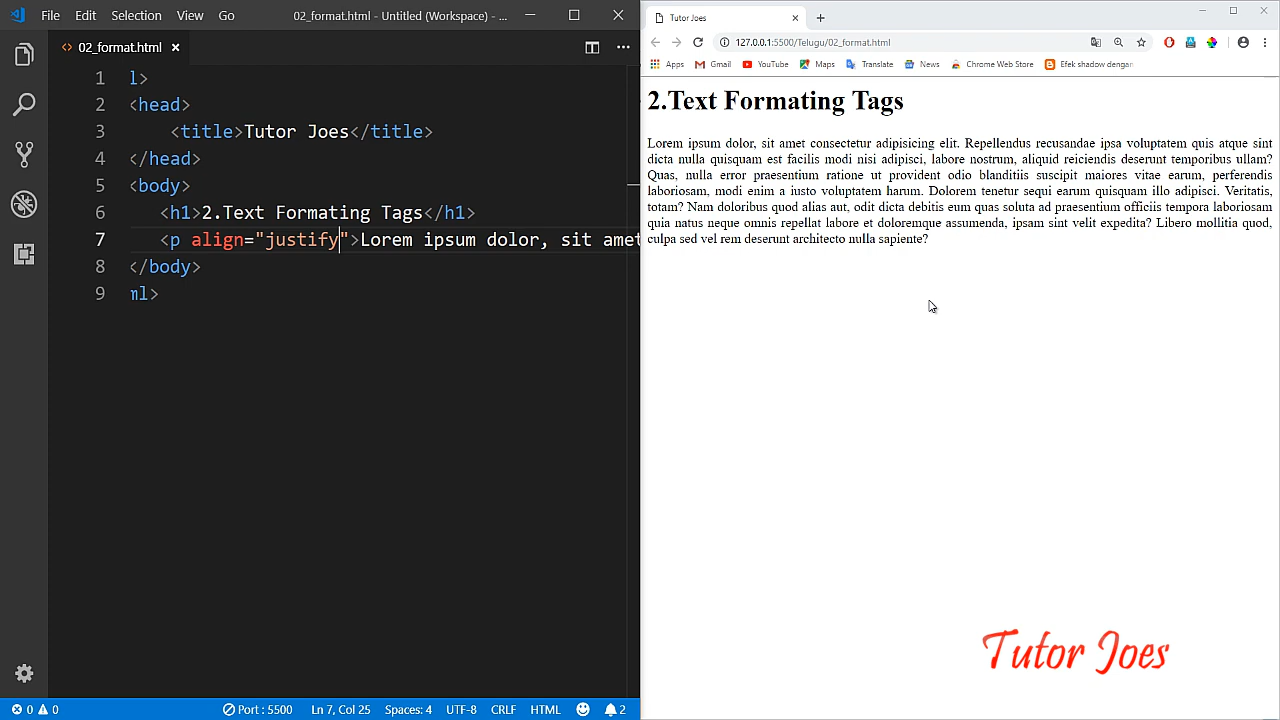 File Edit Selection View Go 02_format.html - Untitled (Workspace) - ...
02_format.html
1 l>
2 <head>
3 <title>Tutor Joes</title>
4 </head>
5 <body>
6 <h1>2.Text Formating Tags</h1>
7 <p align="justify">Lorem ipsum dolor, sit amet
8 </body>
9 ml>
0 0 Port : 5500 Ln 7, Col 25 Spaces: 4 UTF-8 CRLF HTML 2
Tutor Joes
127.0.0.1:5500/Telugu/02_format.html
Apps Gmail YouTube Maps Translate News Chrome Web Store Efek shadow dengan
2.Text Formating Tags
Lorem ipsum dolor, sit amet consectetur adipisicing elit. Repellendus recusandae ipsa voluptatem quis atque sint
dicta nulla quisquam est facilis modi nisi adipisci, labore nostrum, aliquid reiciendis deserunt temporibus ullam?
Quas, nulla error praesentium ratione ut provident odio blanditiis suscipit maiores vitae earum, perferendis
laboriosam, modi enim a iusto voluptatem harum. Dolorem tenetur sequi earum quisquam illo adipisci. Veritatis,
totam? Nam doloribus quod alias aut, odit dicta debitis eum quas soluta ad praesentium officiis tempora laboriosam
quia natus neque omnis repellat labore et doloremque assumenda, ipsam sint velit expedita? Libero mollitia quod,
culpa sed vel rem deserunt architecto nulla sapiente?
Tutor Joes